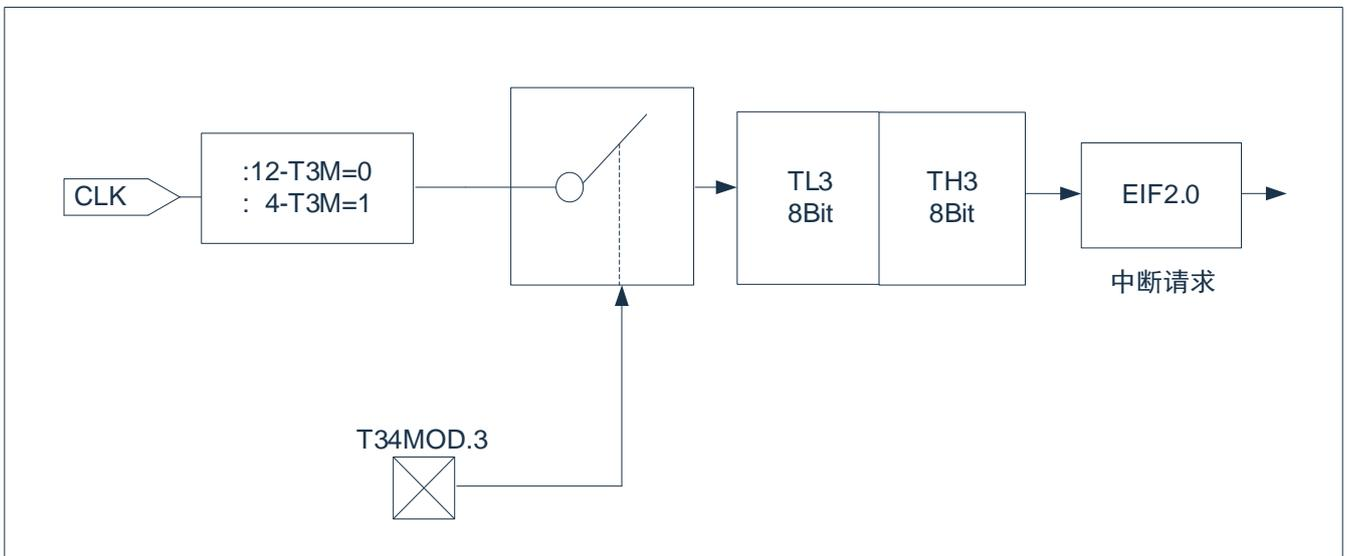 CLK
:12-T3M=0
: 4-T3M=1
TL3
8Bit
TH3
8Bit
EIF2.0
中断请求
T34MOD.3